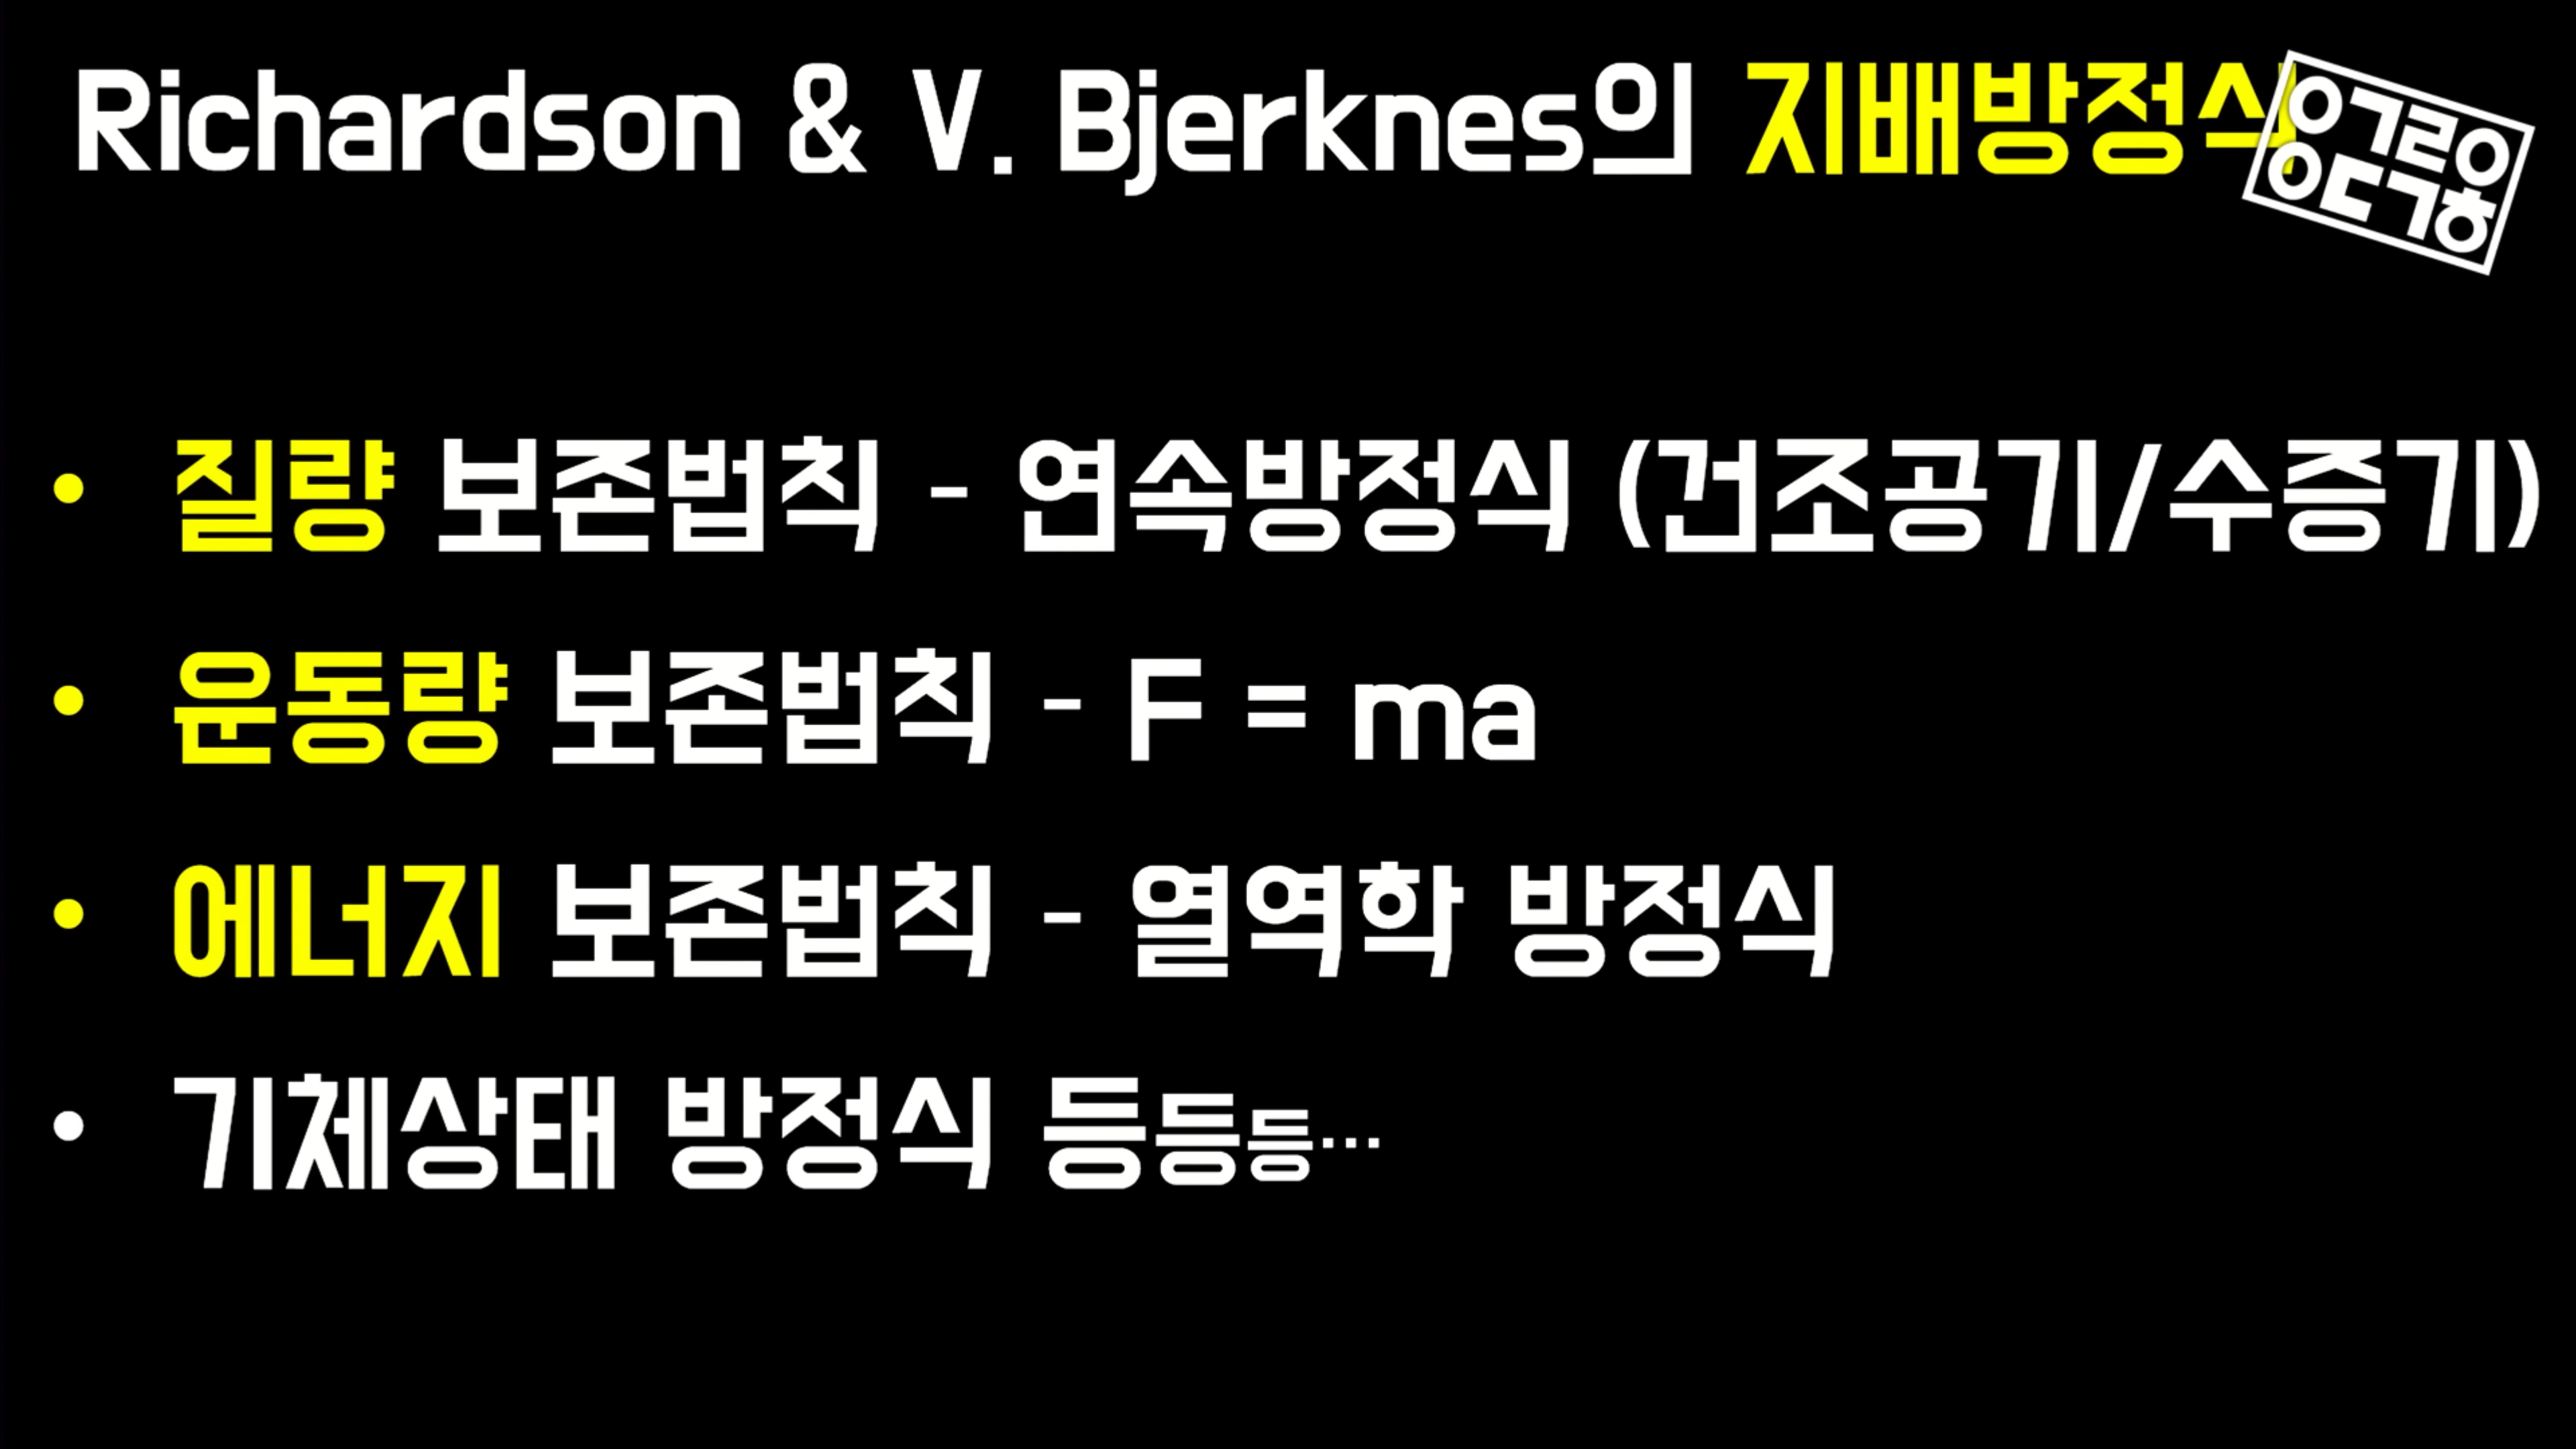 Richardson & V. Bjerknes의 지배방정식
• 질량 보존법칙 - 연속방정식 (건조공기/수증기)
• 운동량 보존법칙 - F = ma
• 에너지 보존법칙 - 열역학 방정식
• 기체상태 방정식 등등등…